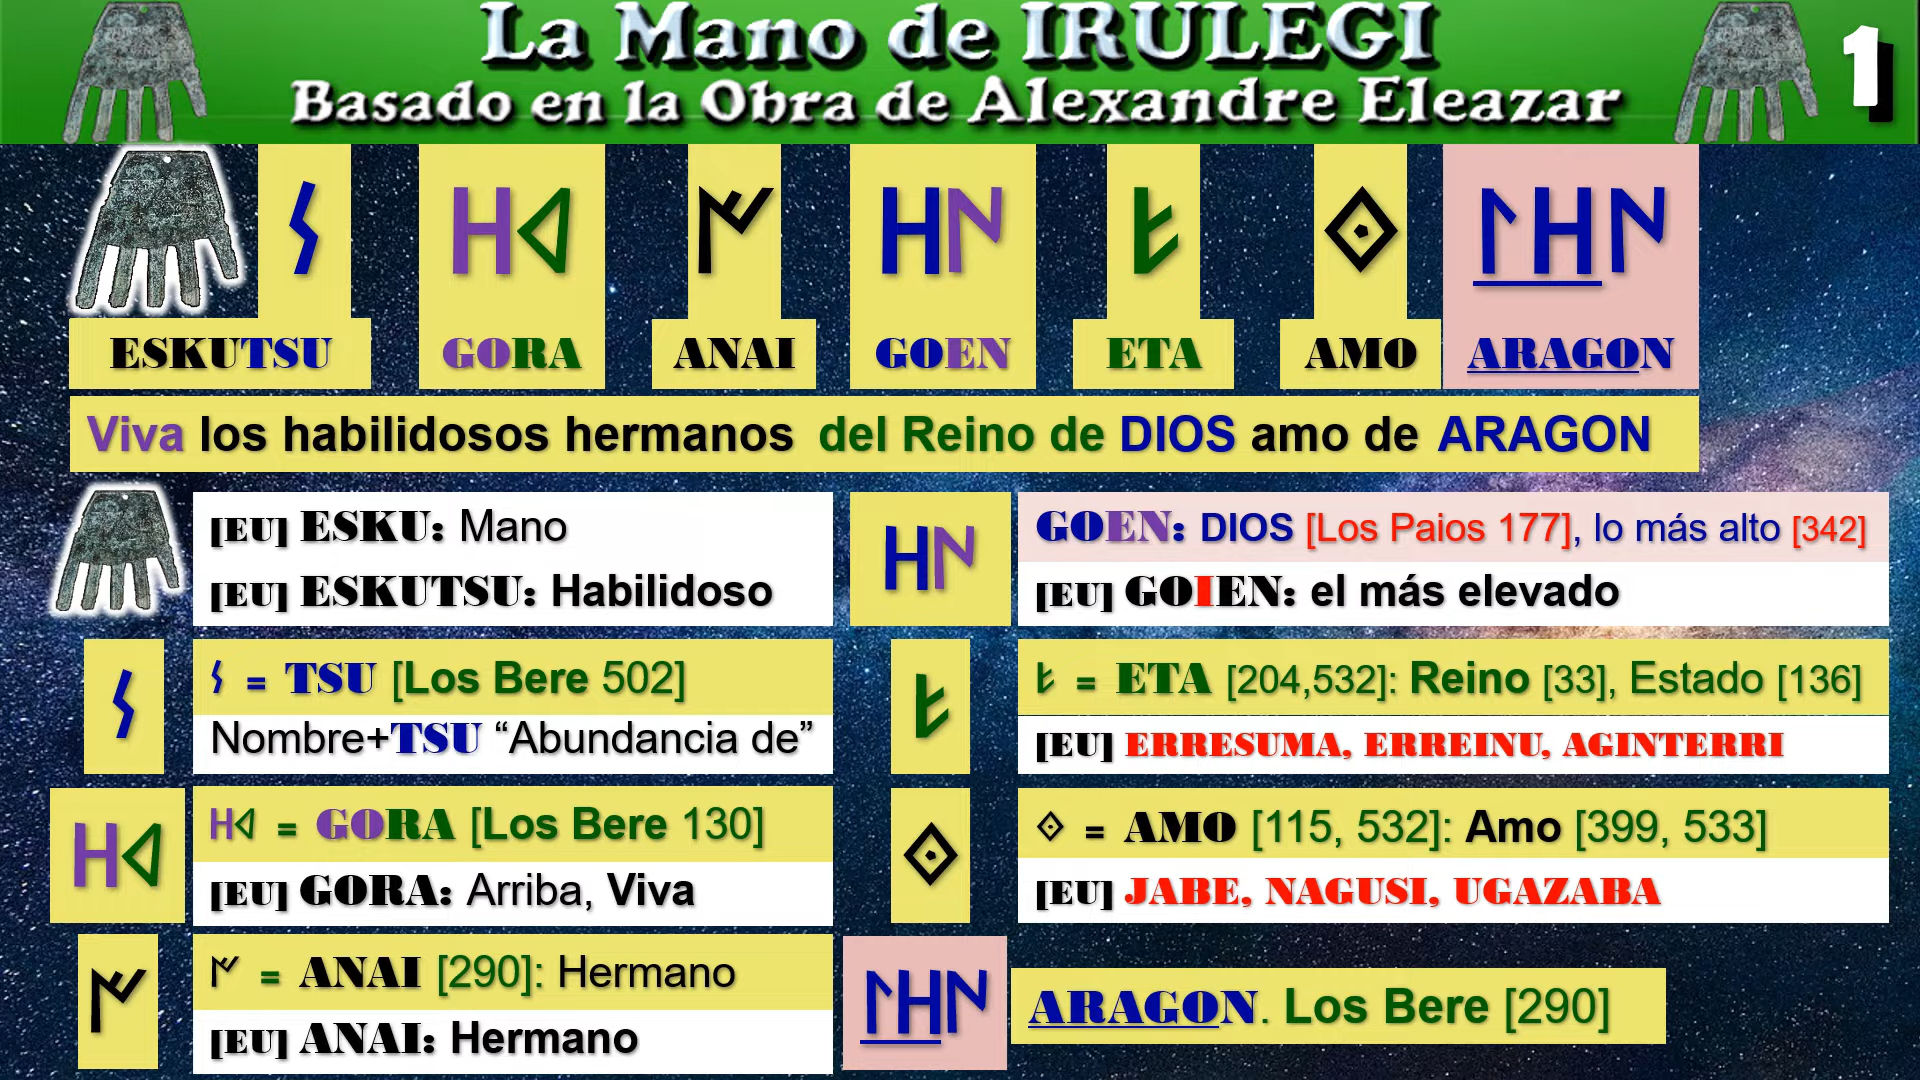 La Mano de IRULEGI
Basado en la Obra de Alexandre Eleazar
1
ESKUTSU GORA ANAI GOEN ETA AMO ARAGON
Viva los habilidosos hermanos del Reino de DIOS amo de ARAGON
[EU] ESKU: Mano
[EU] ESKUTSU: Habilidoso
= TSU [Los Bere 502]
Nombre+TSU “Abundancia de”
= GORA [Los Bere 130]
[EU] GORA: Arriba, Viva
= ANAI [290]: Hermano
[EU] ANAI: Hermano
GOEN: DIOS [Los Paios 177], lo más alto [342]
[EU] GOIEN: el más elevado
= ETA [204,532]: Reino [33], Estado [136]
[EU] ERRESUMA, ERREINU, AGINTERRI
= AMO [115, 532]: Amo [399, 533]
[EU] JABE, NAGUSI, UGAZABA
ARAGON. Los Bere [290]